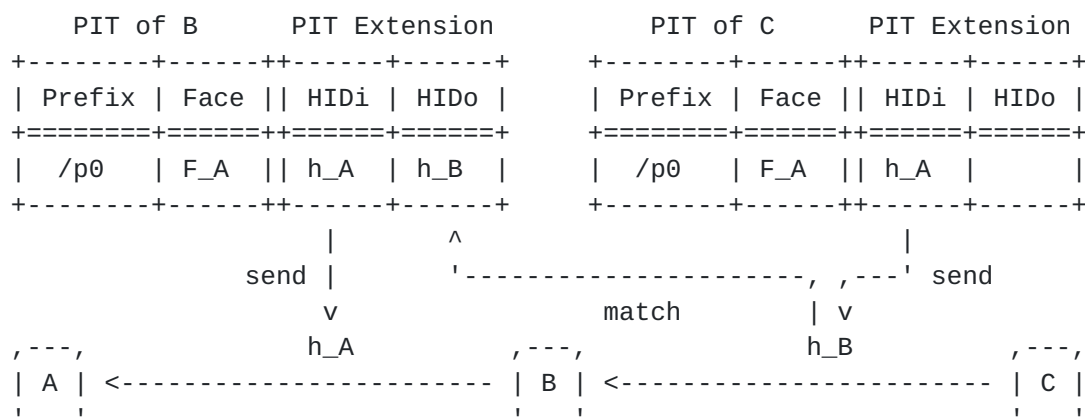 PIT of B PIT Extension PIT of C PIT Extension
+--------+------++------+------+ +--------+------++------+------+
| Prefix | Face || HIDi | HIDo | | Prefix | Face || HIDi | HIDo |
+========+======++======+======+ +========+======++======+======+
| /p0 | F_A || h_A | h_B | | /p0 | F_A || h_A | |
+--------+------++------+------+ +--------+------++------+------+
| ^ |
send | '----------------------, ,---' send
v match | v
,---, h_A ,---, h_B ,---,
| A | <------------------------ | B | <------------------------ | C |
' ' ' ' ' '